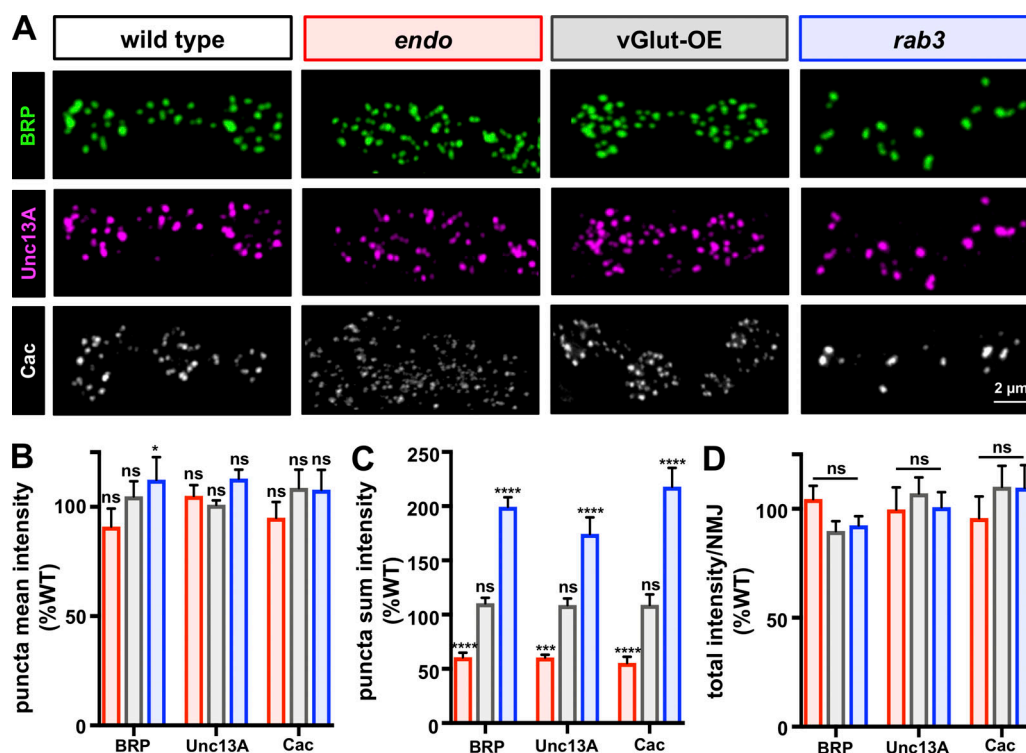 A
wild type
endo
vGlut-OE
rab3
BRP
Unc13A
Cac
2 μm
B
puncta mean intensity
(%WT)
100
50
0
ns
ns
*
ns
ns
ns
ns
ns
ns
BRP
Unc13A
Cac
C
puncta sum intensity
(%WT)
250
200
150
100
50
0
****
ns
****
***
ns
****
****
ns
****
BRP
Unc13A
Cac
D
total intensity/NMJ
(%WT)
100
50
0
ns
ns
ns
BRP
Unc13A
Cac